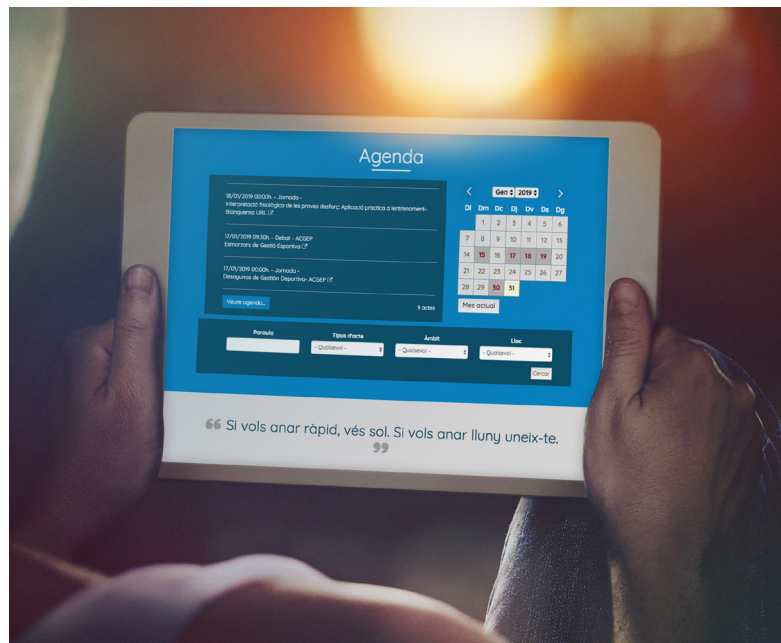 Agenda
18/01/2019 00:00h. - Jornada -
Interpretació fisiològica de les proves desforç: Aplicació pràctica a lentrenament-
Blanquerna URL
17/01/2019 09:30h. - Debat - ACGEP
Esmorzars de Gestió Esportiva
17/01/2019 00:00h. - Jornada -
Desayunos de Gestión Deportiva- ACGEP
Veure agenda...
9 actes
Gen 2019
Dl Dm Dc Dj Dv Ds Dg
1 2 3 4 5 6
7 8 9 10 11 12 13
14 15 16 17 18 19 20
21 22 23 24 25 26 27
28 29 30 31
Mes actual
Paraula Tipus d'acte Àmbit Lloc
- Qualsevol - - Qualsevol - - Qualsevol -
Cercar
❝ Si vols anar ràpid, vés sol. Si vols anar lluny uneix-te.
❞